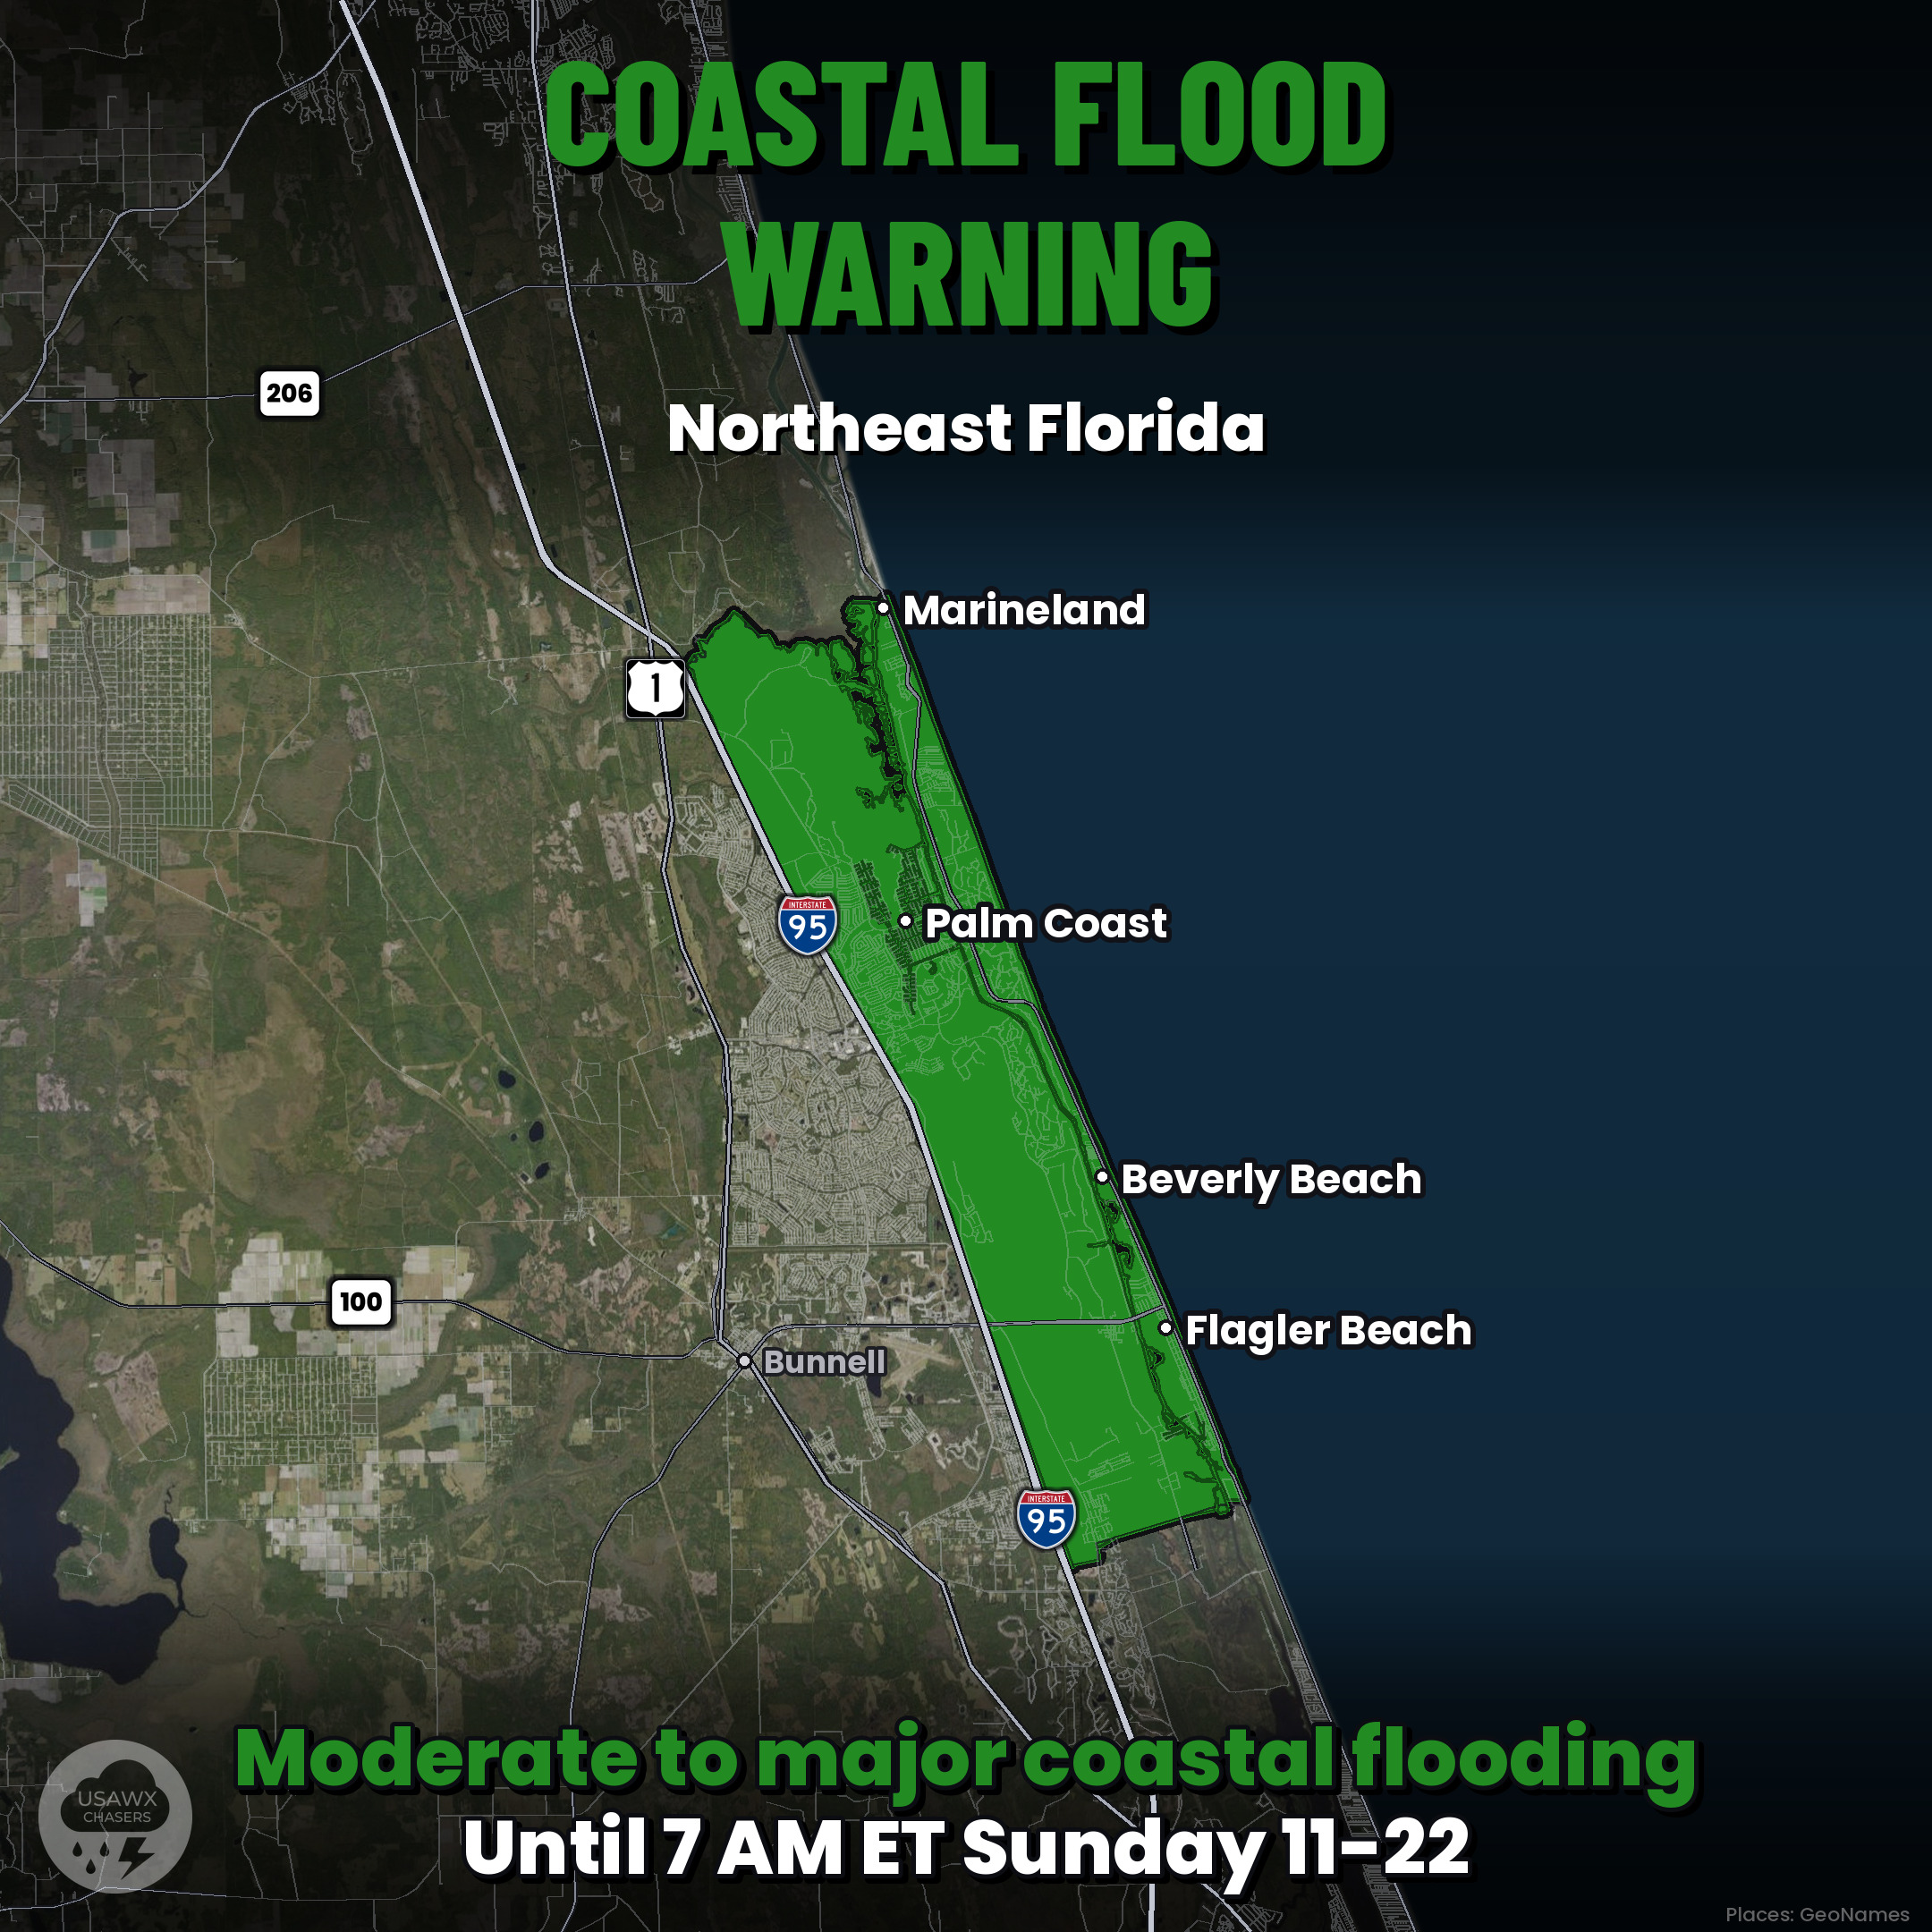 COASTAL FLOOD
WARNING
Northeast Florida
206
Marineland
1
INTERSTATE
95
Palm Coast
Beverly Beach
100
Flagler Beach
Bunnell
INTERSTATE
95
Moderate to major coastal flooding
USAWX
CHASERS
Until 7 AM ET Sunday 11-22
Places: GeoNames